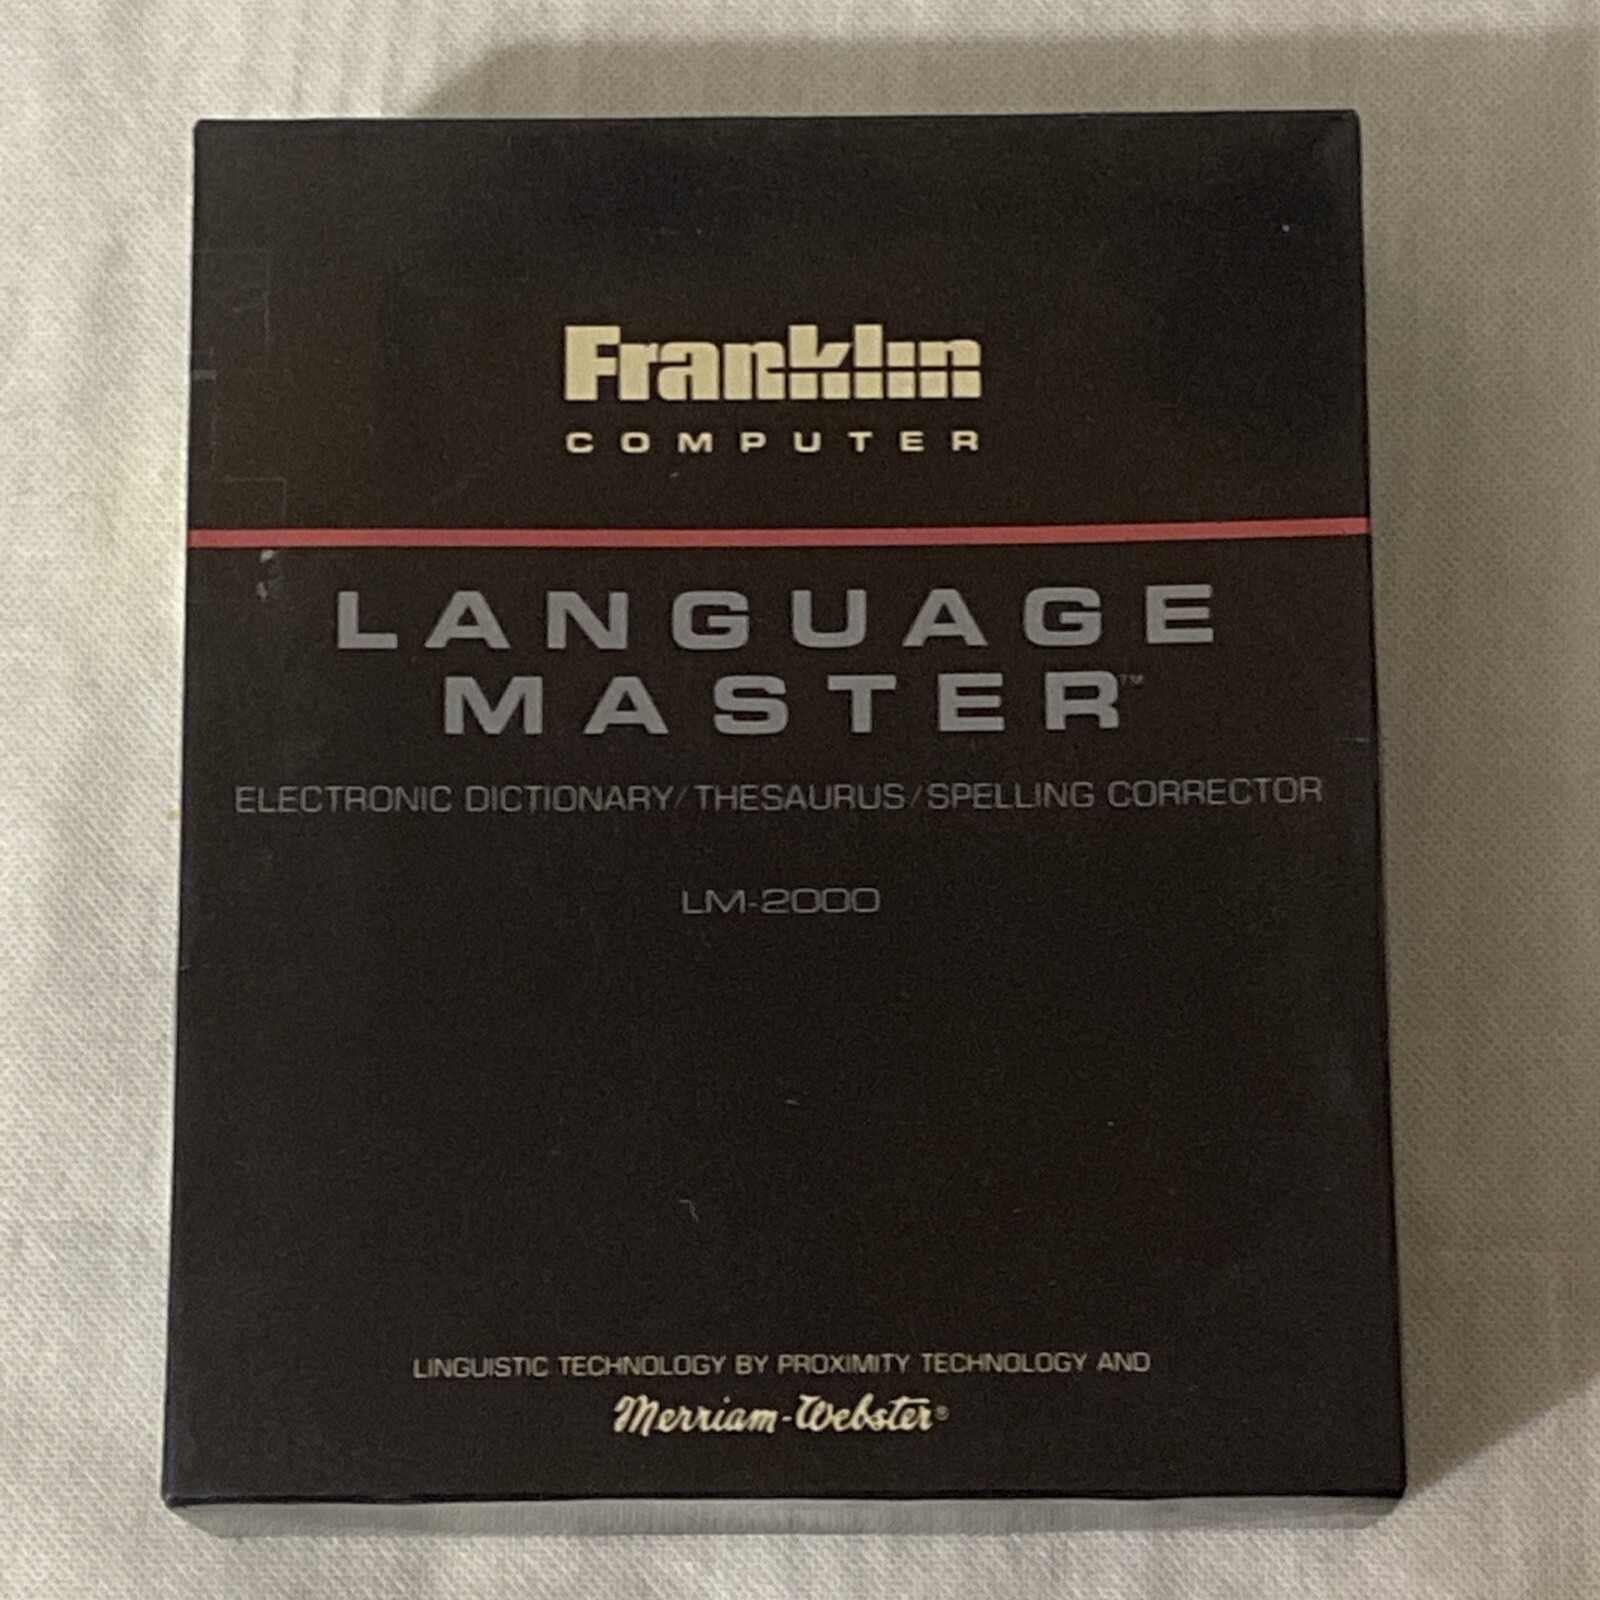 Franklin
COMPUTER
LANGUAGE
MASTER™
ELECTRONIC DICTIONARY/THESAURUS/SPELLING CORRECTOR
LM-2000
LINGUISTIC TECHNOLOGY BY PROXIMITY TECHNOLOGY AND
Merriam-Webster®